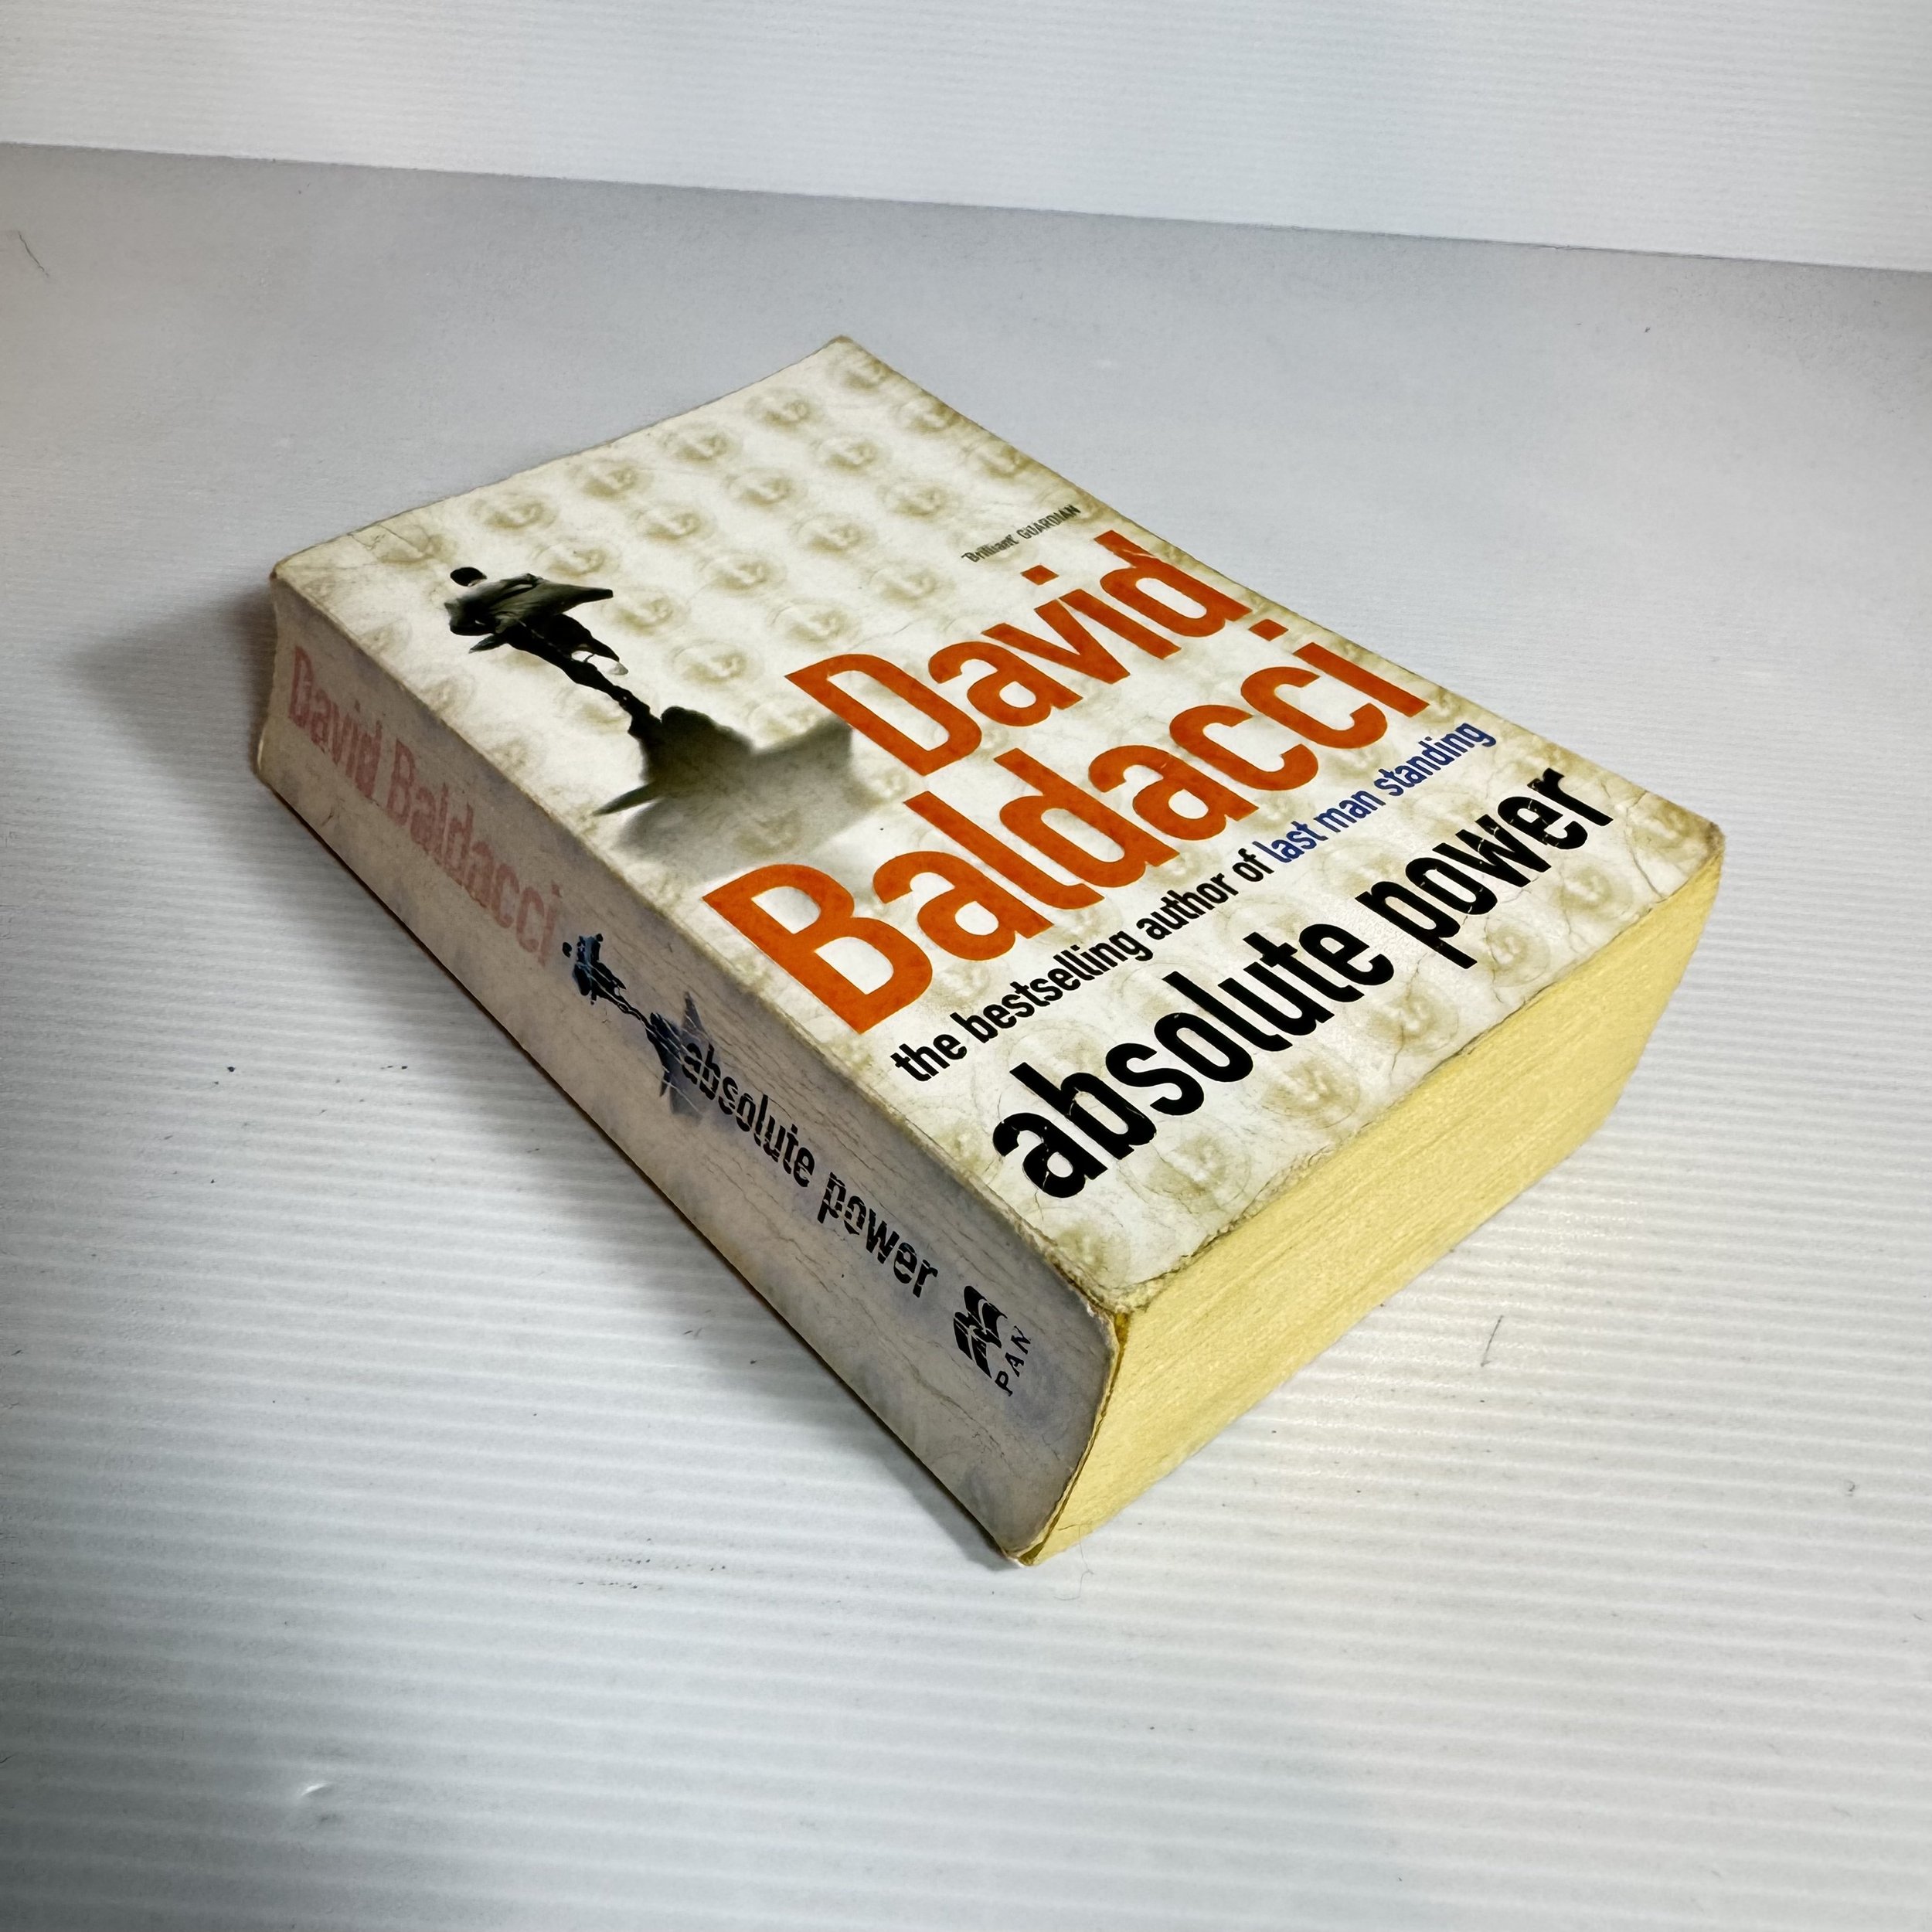 'Brilliant' GUARDIAN
David
Baldacci
the bestselling author of last man standing
absolute power
David Baldacci
absolute power
PAN